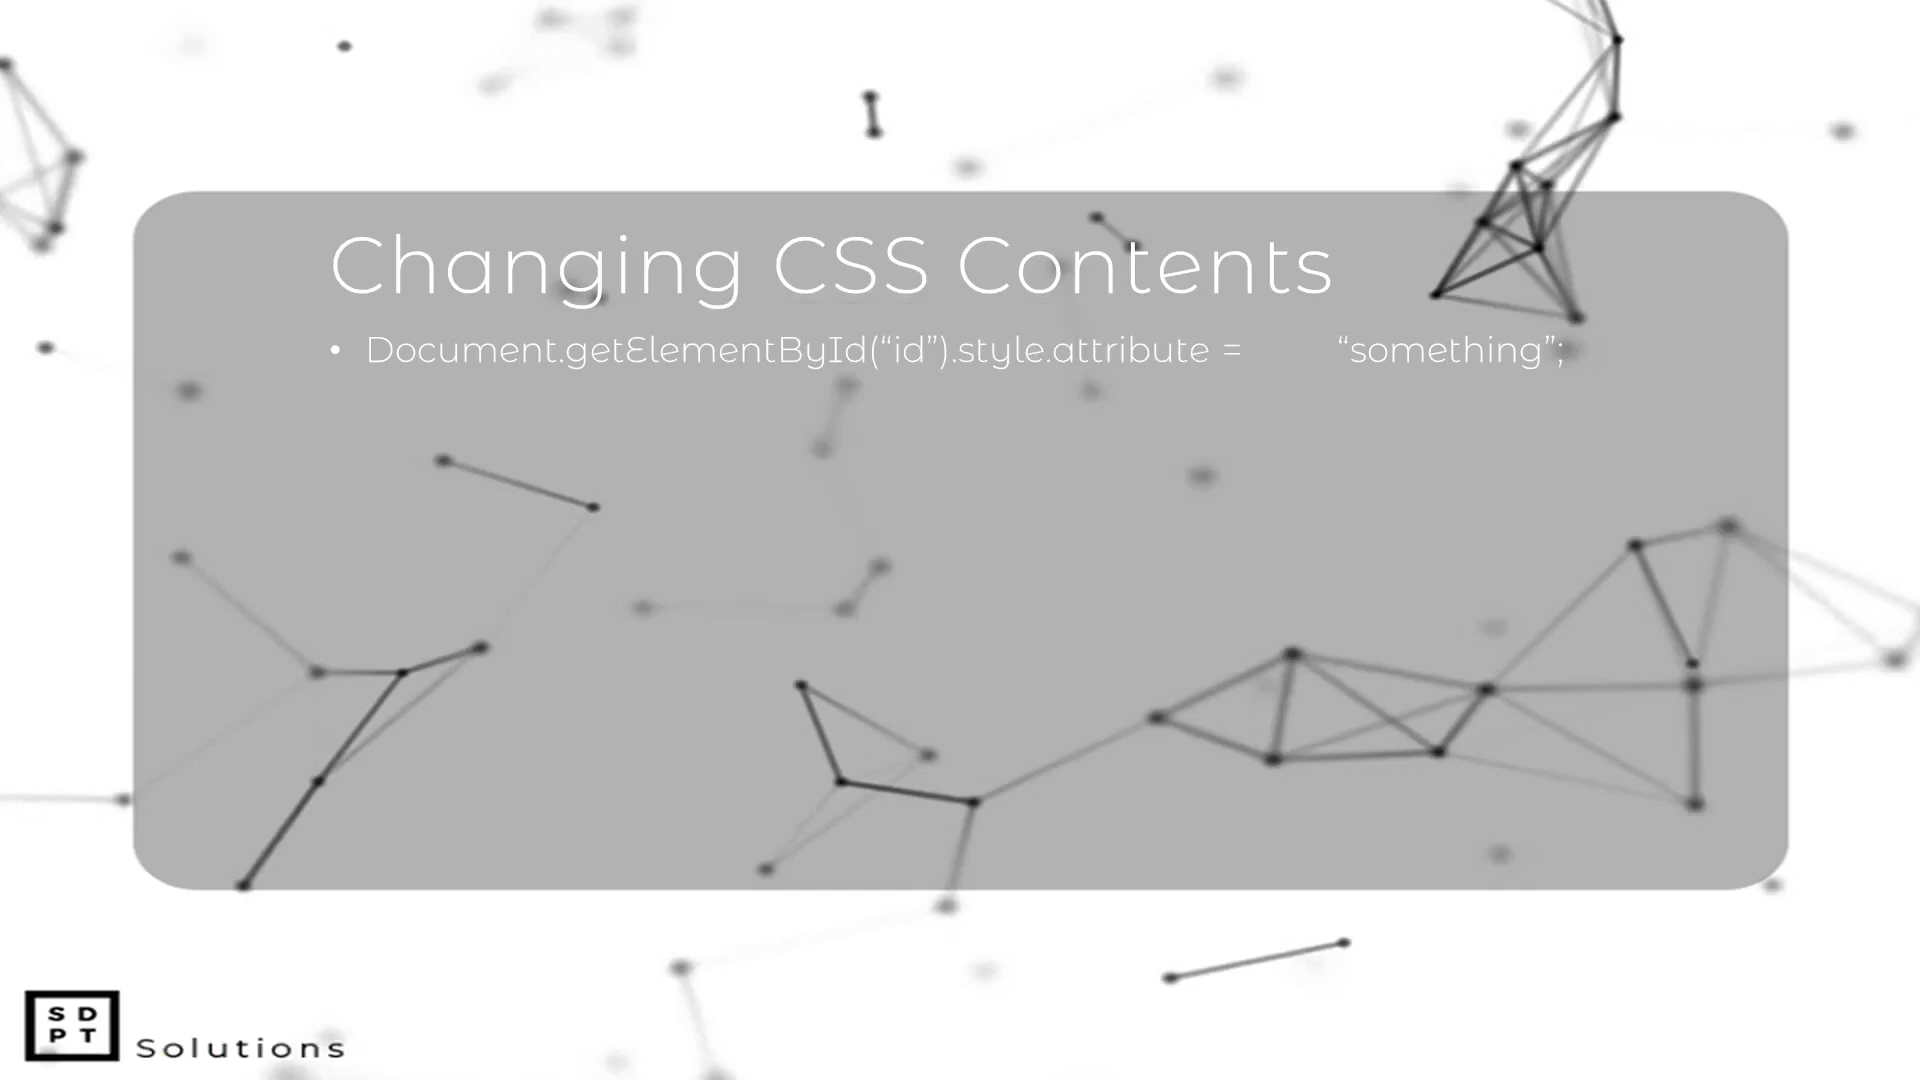 Changing CSS Contents
• Document.getElementById(“id”).style.attribute = “something”;
S D
P T
Solutions